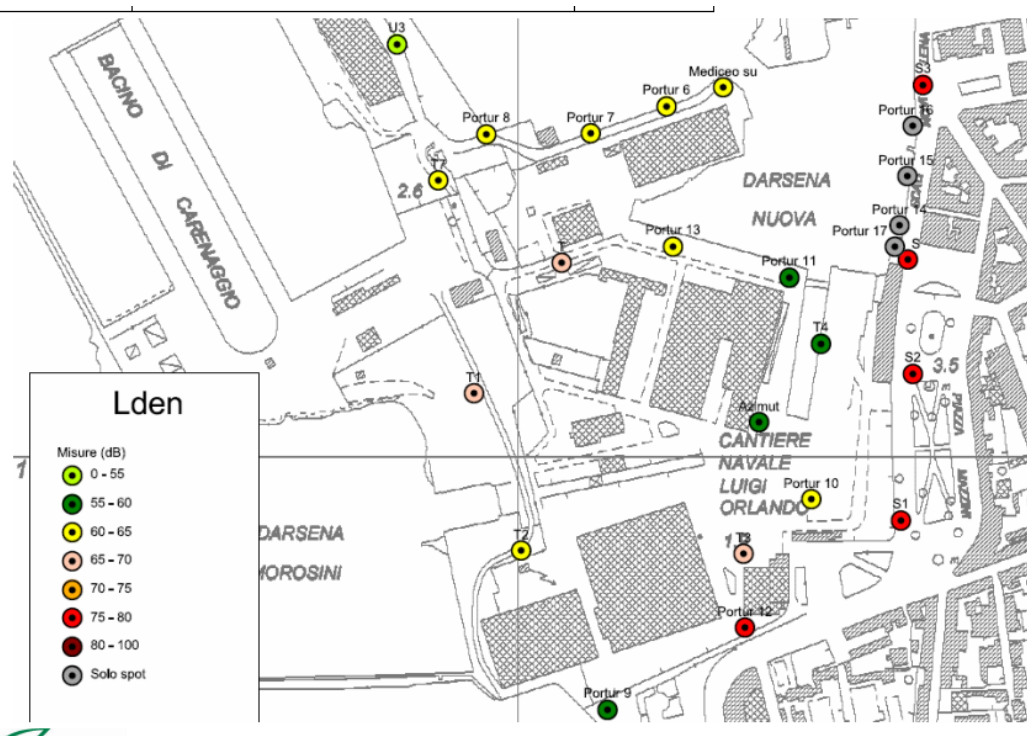 U3
S3
BACINO
DI
CARENAGGIO
Mediceo su
Portur 6
Portur 16
Portur 8
Portur 7
T7
2.6
Portur 15
DARSENA
NUOVA
Portur 14
Portur 13
Portur 17
S
T
Portur 11
T4
S2
3.5
T1
PIAZZA
MAZZINI
Azimut
CANTIERE
NAVALE
LUIGI
ORLANDO
Portur 10
S1
Lden
Misure (dB)
0 - 55
55 - 60
60 - 65
65 - 70
70 - 75
75 - 80
80 - 100
Solo spot
1
DARSENA
MOROSINI
T2
T3
Portur 12
Portur 9